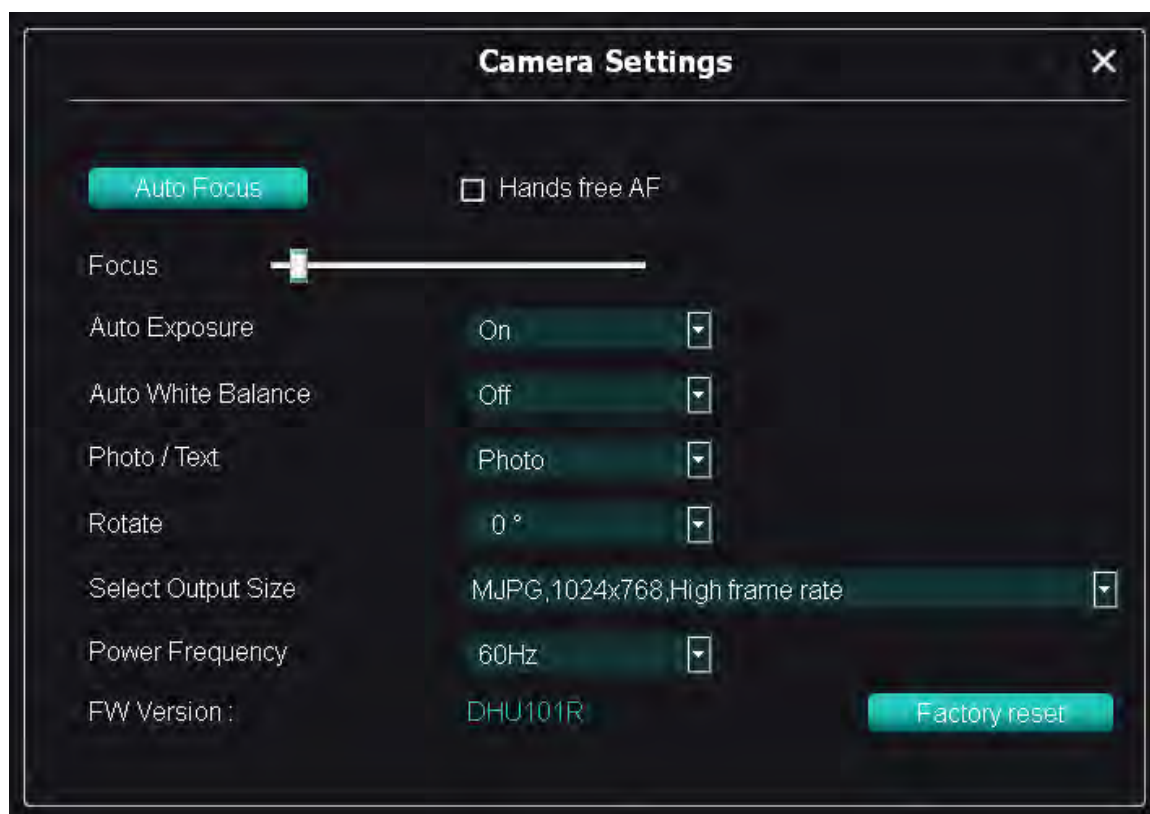 Camera Settings
Auto Focus Hands free AF
Focus
Auto Exposure On
Auto White Balance Off
Photo / Text Photo
Rotate 0 °
Select Output Size MJPG,1024x768,High frame rate
Power Frequency 60Hz
FW Version : DHU101R Factory reset